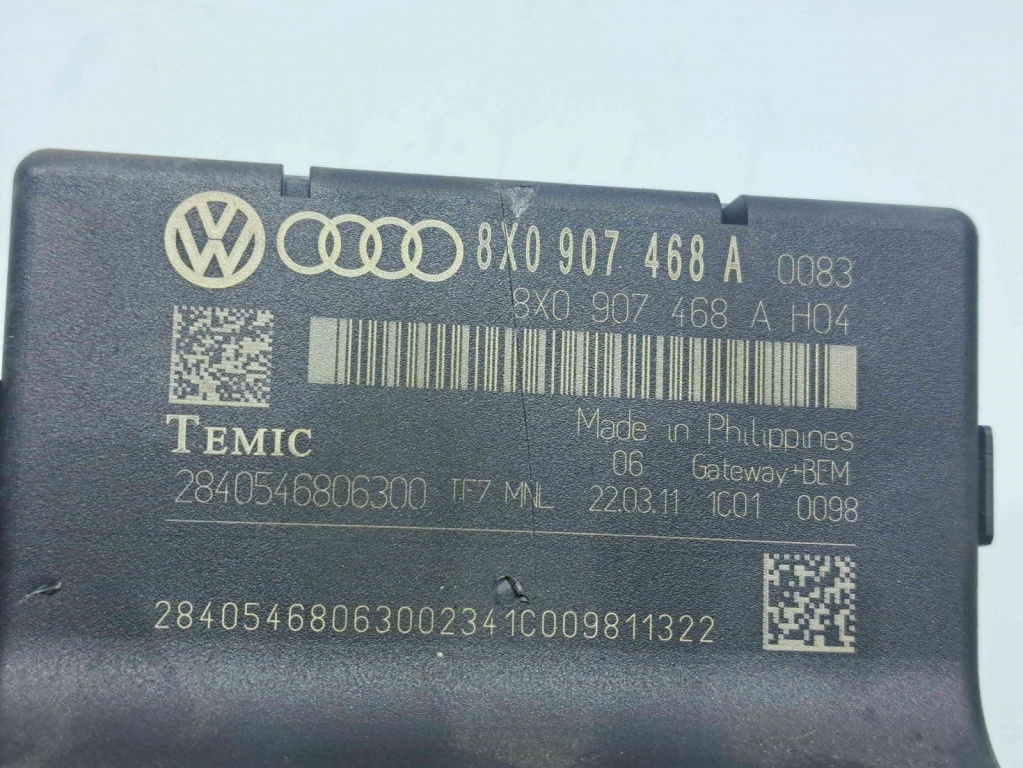 8X0 907 468 A 0083
8X0 907 468 A H04
TEMIC
Made in Philippines
06 Gateway+BEM
2840546806300 TF7 MNL 22.03.11 1C01 0098
28405468063002341C009811322